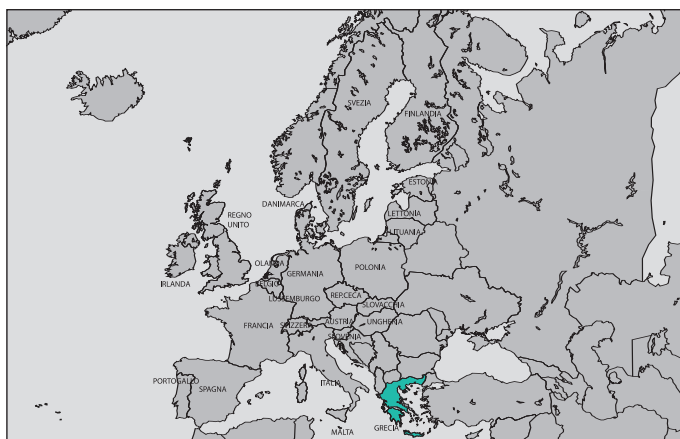 SVEZIA
FINLANDIA
ESTONIA
DANIMARCA
LETTONIA
REGNO
UNITO
LITUANIA
OLANDA
POLONIA
GERMANIA
IRLANDA
BELGIO
LUSSEMBURGO
REP.CECA
SLOVACCHIA
AUSTRIA
UNGHERIA
FRANCIA
SVIZZERA
SLOVENIA
PORTOGALLO
SPAGNA
ITALIA
GRECIA
MALTA